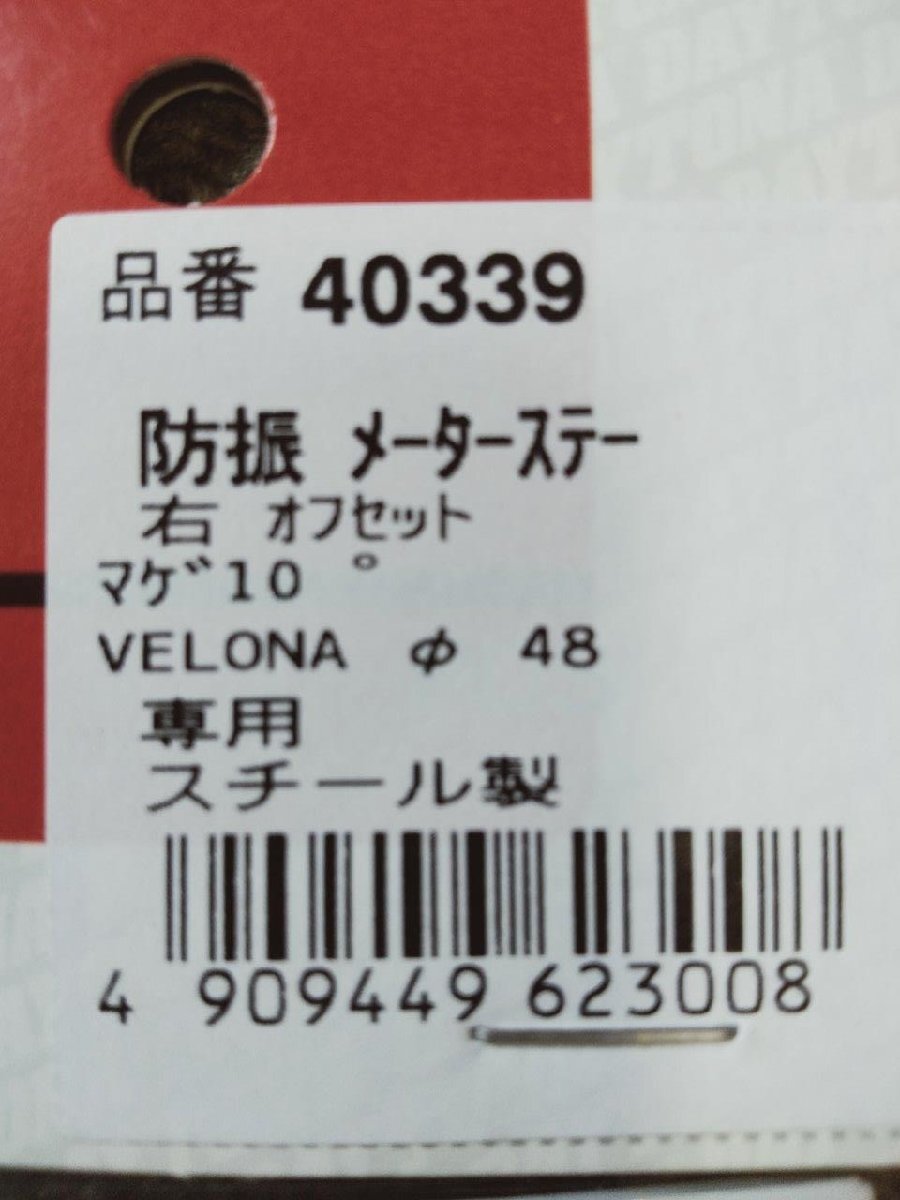 品番 40339
防振 メーターステー
右 オフセット
マゲ10 °
VELONA φ 48
専用
スチール製
4 909449 623008